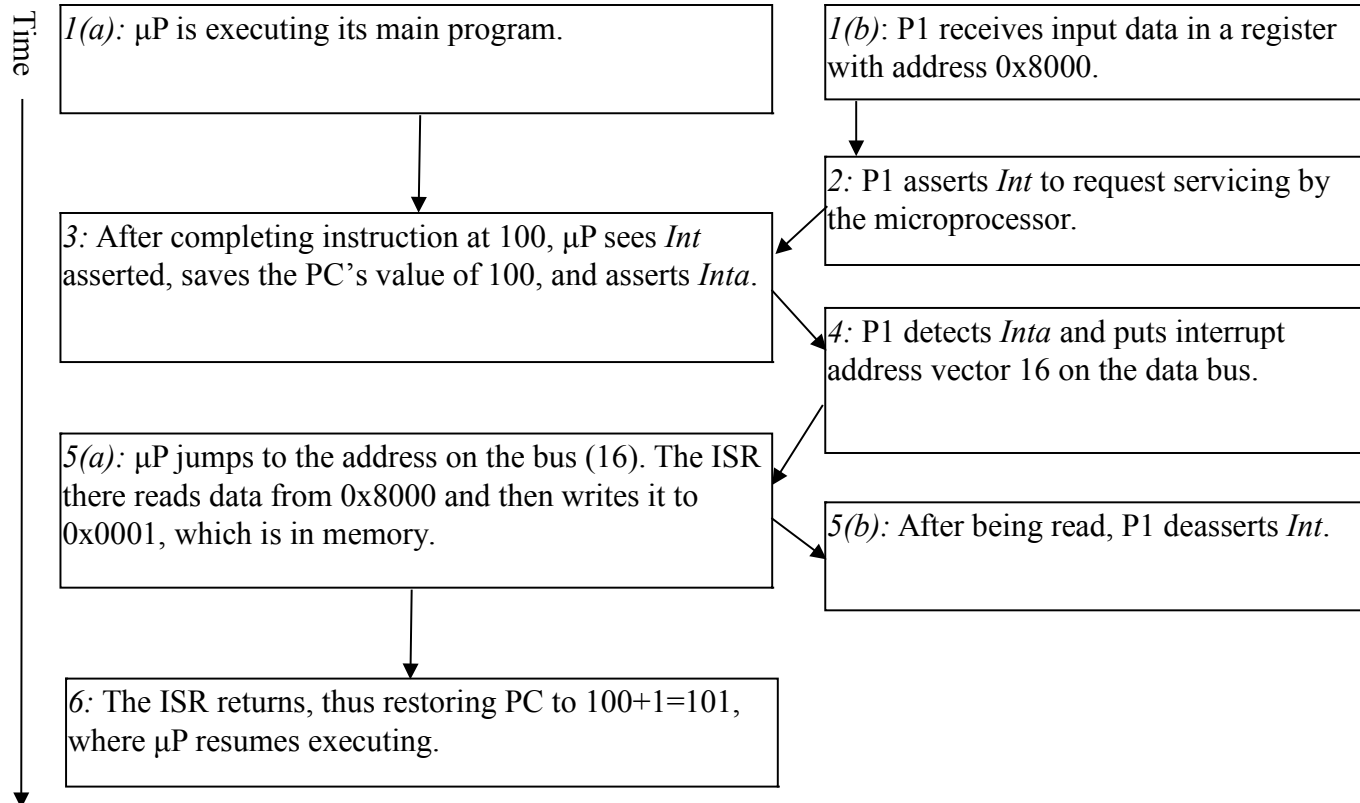 Time
1(a): μP is executing its main program.
1(b): P1 receives input data in a register
with address 0x8000.
2: P1 asserts Int to request servicing by
the microprocessor.
3: After completing instruction at 100, μP sees Int
asserted, saves the PC’s value of 100, and asserts Inta.
4: P1 detects Inta and puts interrupt
address vector 16 on the data bus.
5(a): μP jumps to the address on the bus (16). The ISR
there reads data from 0x8000 and then writes it to
0x0001, which is in memory.
5(b): After being read, P1 deasserts Int.
6: The ISR returns, thus restoring PC to 100+1=101,
where μP resumes executing.